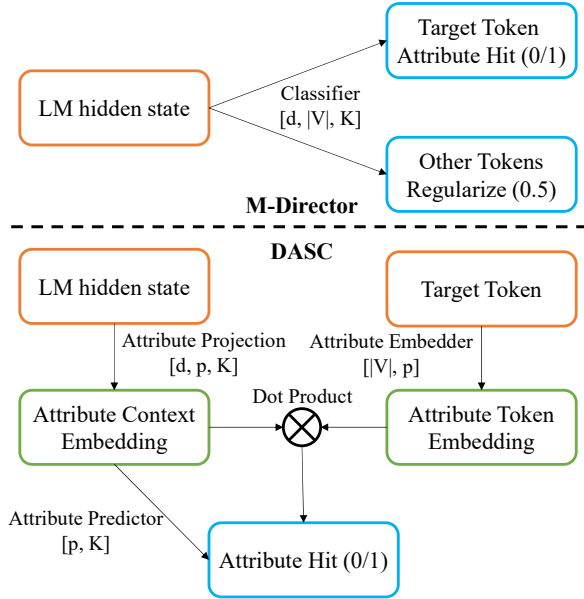 Target Token
Attribute Hit (0/1)
LM hidden state
Classifier
[d, |V|, K]
Other Tokens
Regularize (0.5)
M-Director
DASC
LM hidden state
Target Token
Attribute Projection
[d, p, K]
Attribute Embedder
[|V|, p]
Dot Product
Attribute Context
Embedding
Attribute Token
Embedding
Attribute Predictor
[p, K]
Attribute Hit (0/1)